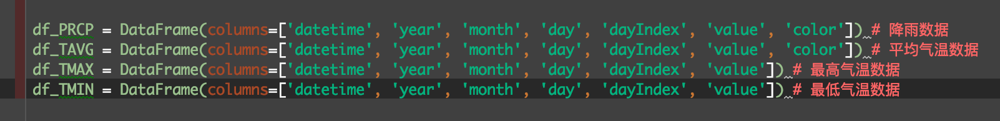 df_PRCP = DataFrame(columns=['datetime', 'year', 'month', 'day', 'dayIndex', 'value', 'color']) # 降雨数据
df_TAVG = DataFrame(columns=['datetime', 'year', 'month', 'day', 'dayIndex', 'value', 'color']) # 平均气温数据
df_TMAX = DataFrame(columns=['datetime', 'year', 'month', 'day', 'dayIndex', 'value']) # 最高气温数据
df_TMIN = DataFrame(columns=['datetime', 'year', 'month', 'day', 'dayIndex', 'value']) # 最低气温数据